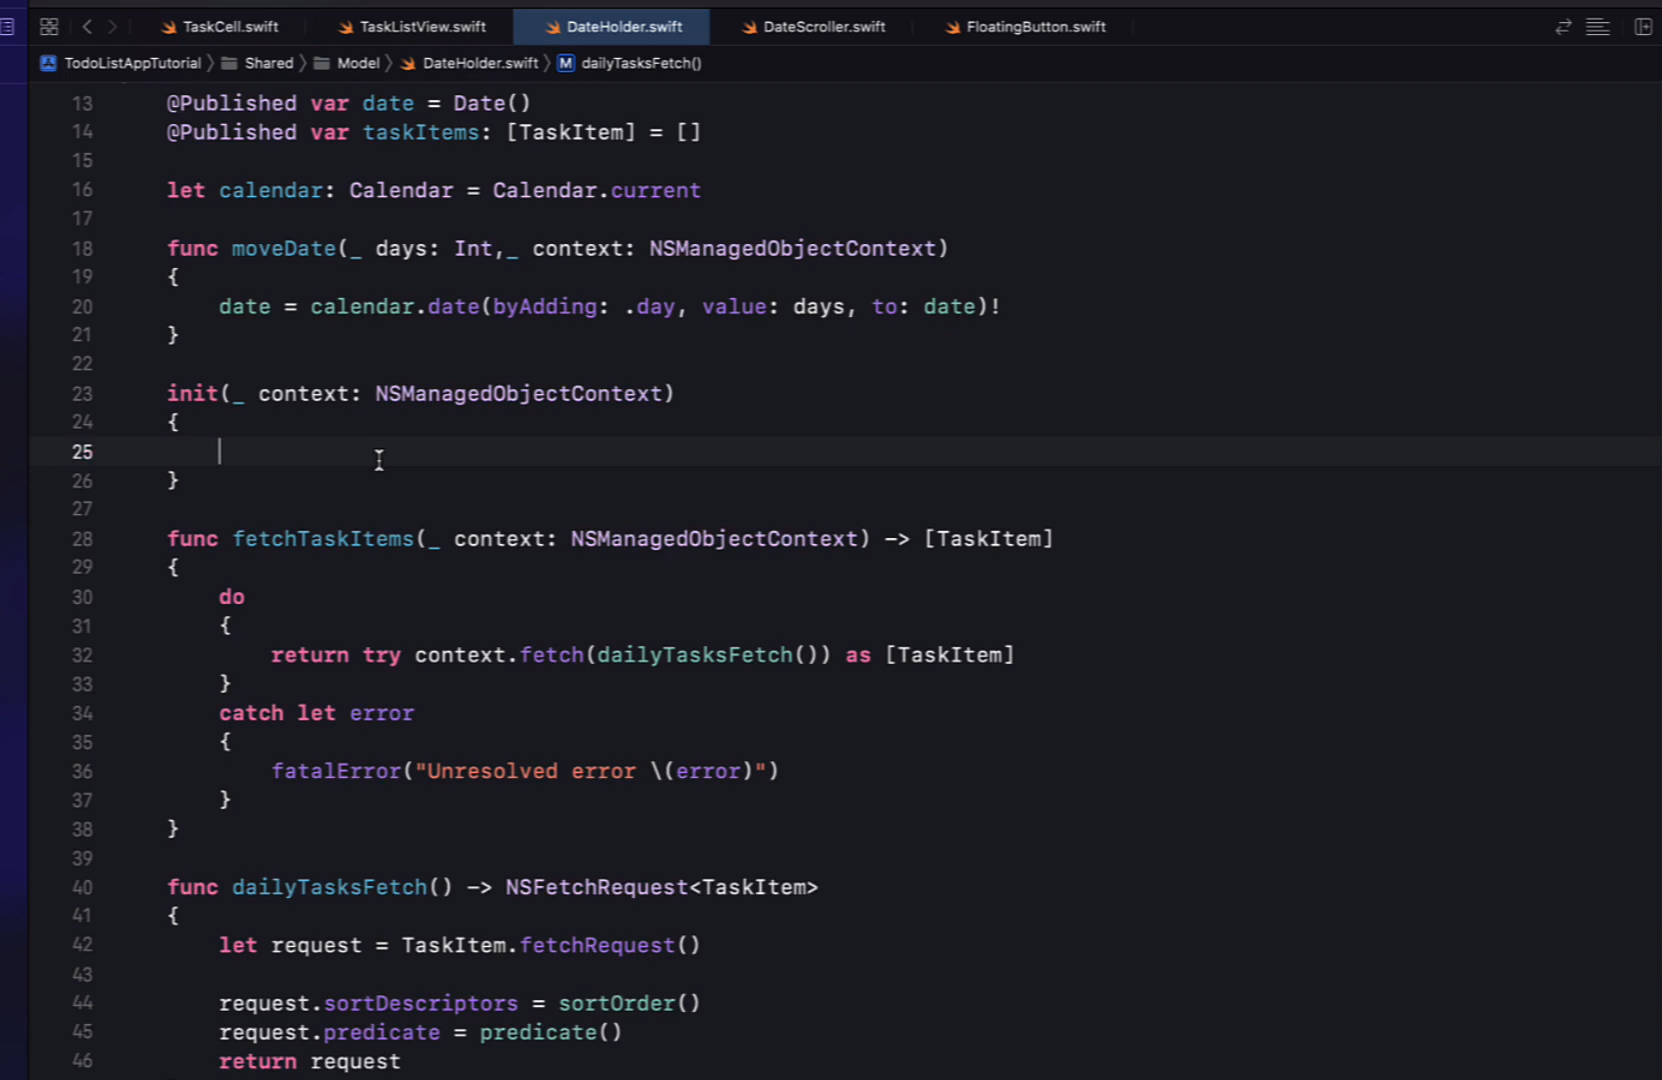 TaskCell.swift TaskListView.swift DateHolder.swift DateScroller.swift FloatingButton.swift
TodoListAppTutorial Shared Model DateHolder.swift M dailyTasksFetch()
13 @Published var date = Date()
14 @Published var taskItems: [TaskItem] = []
15
16 let calendar: Calendar = Calendar.current
17
18 func moveDate(_ days: Int,_ context: NSManagedObjectContext)
19 {
20 date = calendar.date(byAdding: .day, value: days, to: date)!
21 }
22
23 init(_ context: NSManagedObjectContext)
24 {
25
26 }
27
28 func fetchTaskItems(_ context: NSManagedObjectContext) -> [TaskItem]
29 {
30 do
31 {
32 return try context.fetch(dailyTasksFetch()) as [TaskItem]
33 }
34 catch let error
35 {
36 fatalError("Unresolved error \(error)")
37 }
38 }
39
40 func dailyTasksFetch() -> NSFetchRequest<TaskItem>
41 {
42 let request = TaskItem.fetchRequest()
43
44 request.sortDescriptors = sortOrder()
45 request.predicate = predicate()
46 return request